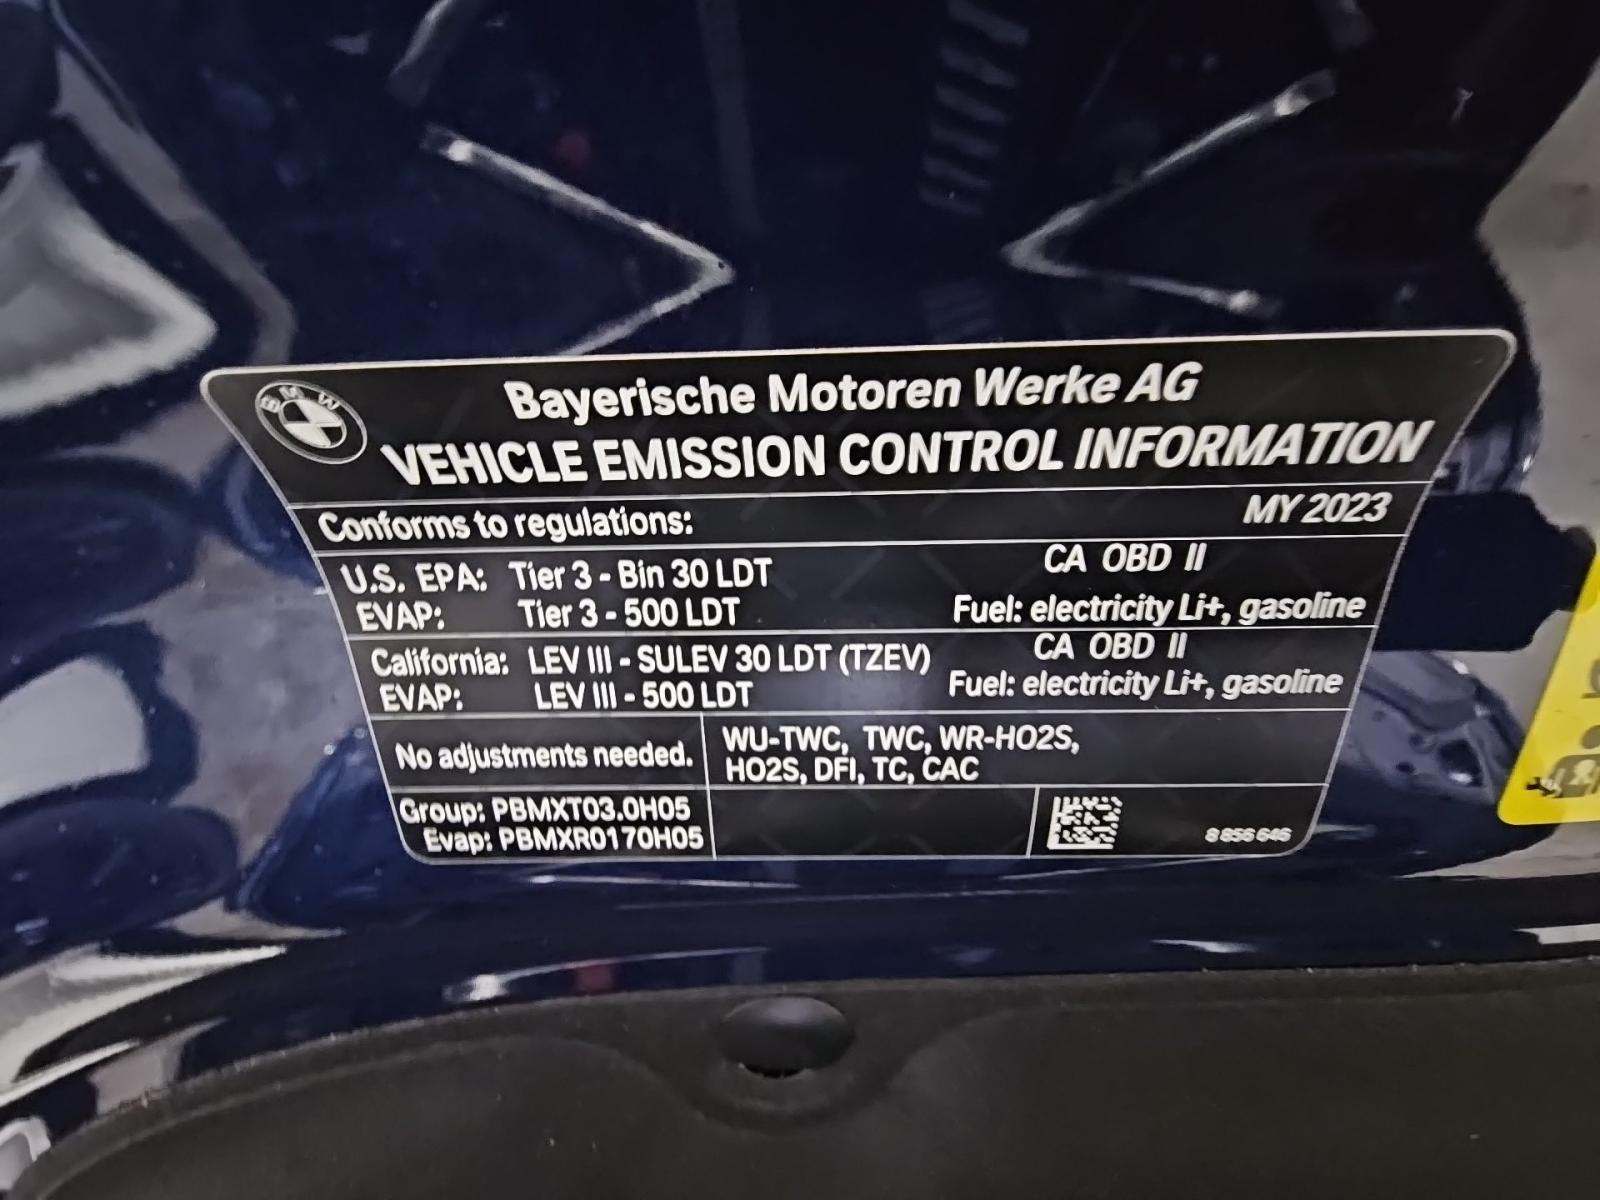 BMW
Bayerische Motoren Werke AG
VEHICLE EMISSION CONTROL INFORMATION
Conforms to regulations: MY 2023
U.S. EPA: Tier 3 - Bin 30 LDT CA OBD II
EVAP: Tier 3 - 500 LDT Fuel: electricity Li+, gasoline
California: LEV III - SULEV 30 LDT (TZEV) CA OBD II
EVAP: LEV III - 500 LDT Fuel: electricity Li+, gasoline
No adjustments needed. WU-TWC, TWC, WR-HO2S,
HO2S, DFI, TC, CAC
Group: PBMXT03.0H05
Evap: PBMXR0170H05
8 856 646